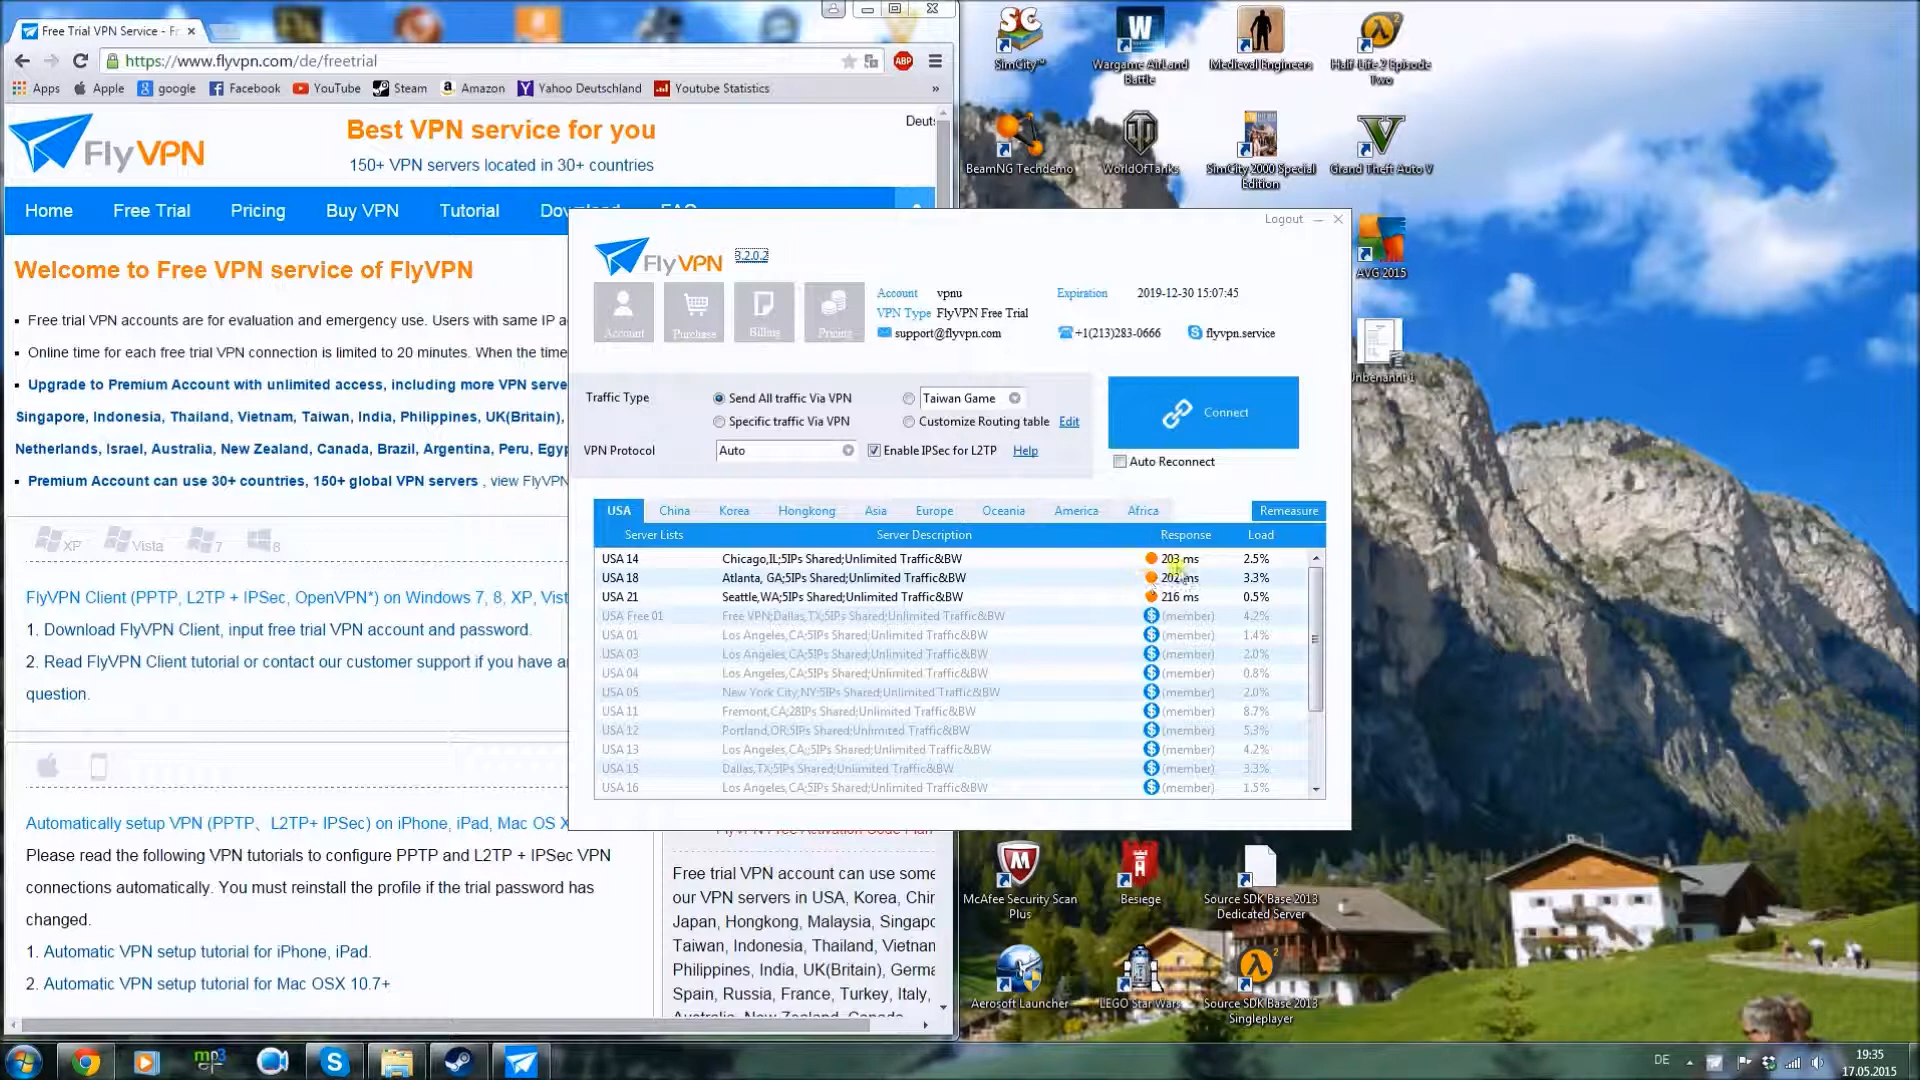 Free Trial VPN Service - Fr
https://www.flyvpn.com/de/freetrial
ABP
Apps
Apple
google
Facebook
YouTube
Steam
Amazon
Yahoo Deutschland
Youtube Statistics
»
FlyVPN
Best VPN service for you
150+ VPN servers located in 30+ countries
Deuts
Home
Free Trial
Pricing
Buy VPN
Tutorial
Download
FAQ
Welcome to Free VPN service of FlyVPN
Free trial VPN accounts are for evaluation and emergency use. Users with same IP a
Online time for each free trial VPN connection is limited to 20 minutes. When the time
Upgrade to Premium Account with unlimited access, including more VPN serve
Singapore, Indonesia, Thailand, Vietnam, Taiwan, India, Philippines, UK(Britain),
Netherlands, Israel, Australia, New Zealand, Canada, Brazil, Argentina, Peru, Egyp
Premium Account can use 30+ countries, 150+ global VPN servers , view FlyVPN
XP
Vista
7
8
FlyVPN Client (PPTP, L2TP + IPSec, OpenVPN*) on Windows 7, 8, XP, Vist
1. Download FlyVPN Client, input free trial VPN account and password.
2. Read FlyVPN Client tutorial or contact our customer support if you have a
question.
Automatically setup VPN (PPTP、L2TP+ IPSec) on iPhone, iPad, Mac OS X
Please read the following VPN tutorials to configure PPTP and L2TP + IPSec VPN
connections automatically. You must reinstall the profile if the trial password has
changed.
1. Automatic VPN setup tutorial for iPhone, iPad.
2. Automatic VPN setup tutorial for Mac OSX 10.7+
FlyVPN Free Activation Code Plan
Free trial VPN account can use some
our VPN servers in USA, Korea, Chin
Japan, Hongkong, Malaysia, Singapo
Taiwan, Indonesia, Thailand, Vietnam
Philippines, India, UK(Britain), Germa
Spain, Russia, France, Turkey, Italy,
Australia, New Zealand, Canada
Logout
FlyVPN
3.2.0.2
Account
Purchase
Billing
Pricing
Account vpnu
Expiration 2019-12-30 15:07:45
VPN Type FlyVPN Free Trial
support@flyvpn.com
+1(213)283-0666
flyvpn.service
Traffic Type
Send All traffic Via VPN
Taiwan Game
Specific traffic Via VPN
Customize Routing table
Edit
VPN Protocol
Auto
Enable IPSec for L2TP
Help
Connect
Auto Reconnect
USA
China
Korea
Hongkong
Asia
Europe
Oceania
America
Africa
Remeasure
Server Lists Server Description Response Load
USA 14 Chicago,IL;5IPs Shared;Unlimited Traffic&BW 203 ms 2.5%
USA 18 Atlanta, GA;5IPs Shared;Unlimited Traffic&BW 202 ms 3.3%
USA 21 Seattle,WA;5IPs Shared;Unlimited Traffic&BW 216 ms 0.5%
USA Free 01 Free VPN;Dallas,TX;5IPs Shared;Unlimited Traffic&BW (member) 4.2%
USA 01 Los Angeles,CA;5IPs Shared;Unlimited Traffic&BW (member) 1.4%
USA 03 Los Angeles,CA;5IPs Shared;Unlimited Traffic&BW (member) 2.0%
USA 04 Los Angeles,CA;5IPs Shared;Unlimited Traffic&BW (member) 0.8%
USA 05 New York City,NY;5IPs Shared;Unlimited Traffic&BW (member) 2.0%
USA 11 Fremont,CA;28IPs Shared;Unlimited Traffic&BW (member) 8.7%
USA 12 Portland,OR;5IPs Shared;Unlimited Traffic&BW (member) 5.3%
USA 13 Los Angeles,CA,;5IPs Shared;Unlimited Traffic&BW (member) 4.2%
USA 15 Dallas,TX;5IPs Shared;Unlimited Traffic&BW (member) 3.3%
USA 16 Los Angeles,CA;5IPs Shared;Unlimited Traffic&BW (member) 1.5%
SimCity™
Wargame AirLand Battle
Medieval Engineers
Half-Life 2 Episode Two
BeamNG Techdemo
WorldOfTanks
SimCity 2000 Special Edition
Grand Theft Auto V
AVG 2015
Unbenannt 1
McAfee Security Scan Plus
Besiege
Source SDK Base 2013 Dedicated Server
Aerosoft Launcher
LEGO Star Wars
Source SDK Base 2013 Singleplayer
mp3
DE
19:35
17.05.2015